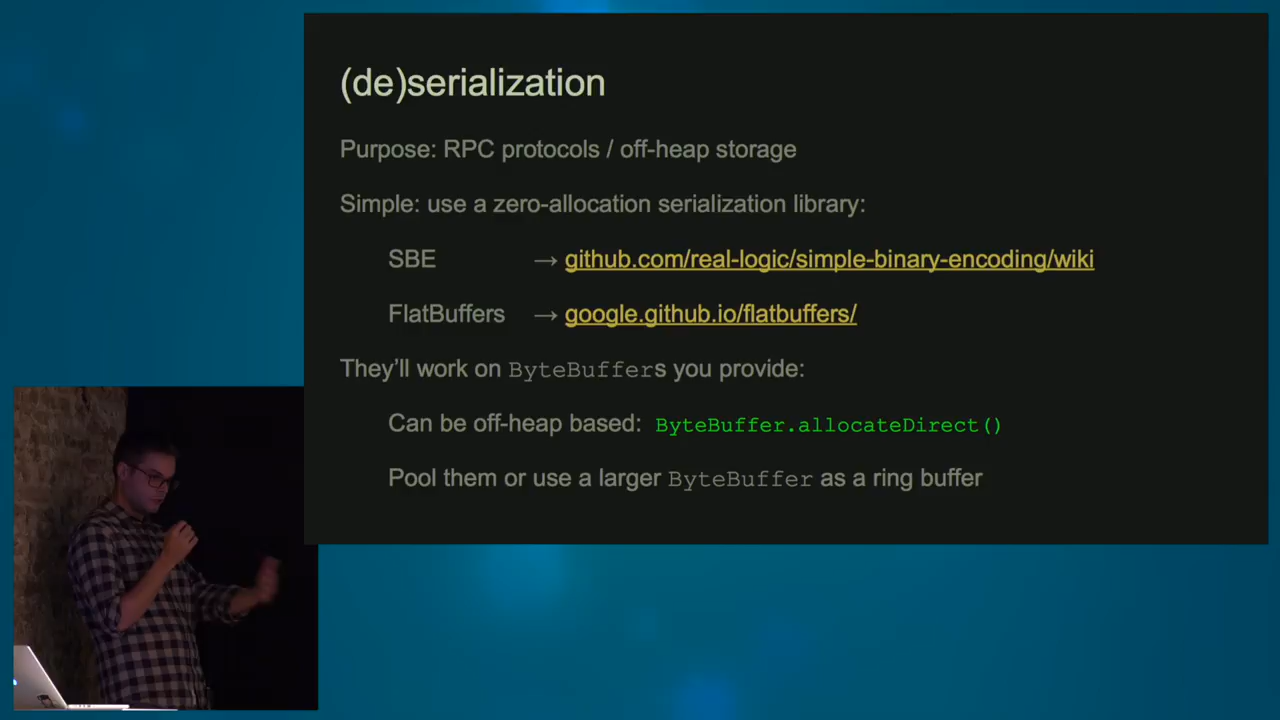 (de)serialization
Purpose: RPC protocols / off-heap storage
Simple: use a zero-allocation serialization library:
SBE → github.com/real-logic/simple-binary-encoding/wiki
FlatBuffers → google.github.io/flatbuffers/
They’ll work on ByteBuffers you provide:
Can be off-heap based: ByteBuffer.allocateDirect()
Pool them or use a larger ByteBuffer as a ring buffer